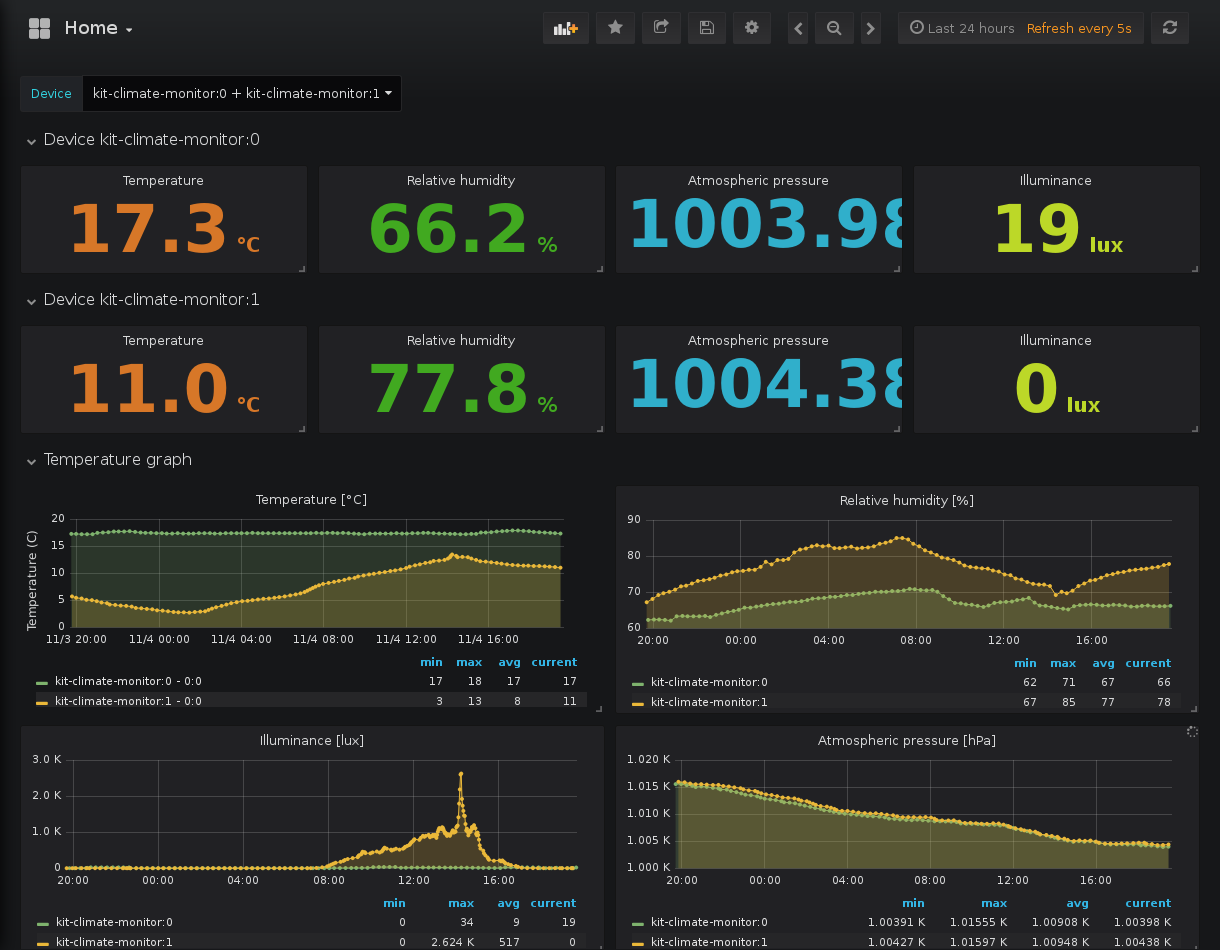 Home
Last 24 hours Refresh every 5s
Device kit-climate-monitor:0 + kit-climate-monitor:1
Device kit-climate-monitor:0
Temperature Relative humidity Atmospheric pressure Illuminance
17.3 °C 66.2 % 1003.98 19 lux
Device kit-climate-monitor:1
Temperature Relative humidity Atmospheric pressure Illuminance
11.0 °C 77.8 % 1004.38 0 lux
Temperature graph
Temperature [°C]
Temperature (C)
20
15
10
5
0
11/3 20:00 11/4 00:00 11/4 04:00 11/4 08:00 11/4 12:00 11/4 16:00
min max avg current
kit-climate-monitor:0 - 0:0 17 18 17 17
kit-climate-monitor:1 - 0:0 3 13 8 11
Relative humidity [%]
90
80
70
60
20:00 00:00 04:00 08:00 12:00 16:00
min max avg current
kit-climate-monitor:0 62 71 67 66
kit-climate-monitor:1 67 85 77 78
Illuminance [lux]
3.0 K
2.0 K
1.0 K
0
20:00 00:00 04:00 08:00 12:00 16:00
min max avg current
kit-climate-monitor:0 0 34 9 19
kit-climate-monitor:1 0 2.624 K 517 0
Atmospheric pressure [hPa]
1.020 K
1.015 K
1.010 K
1.005 K
1.000 K
20:00 00:00 04:00 08:00 12:00 16:00
min max avg current
kit-climate-monitor:0 1.00391 K 1.01555 K 1.00908 K 1.00398 K
kit-climate-monitor:1 1.00427 K 1.01597 K 1.00948 K 1.00438 K